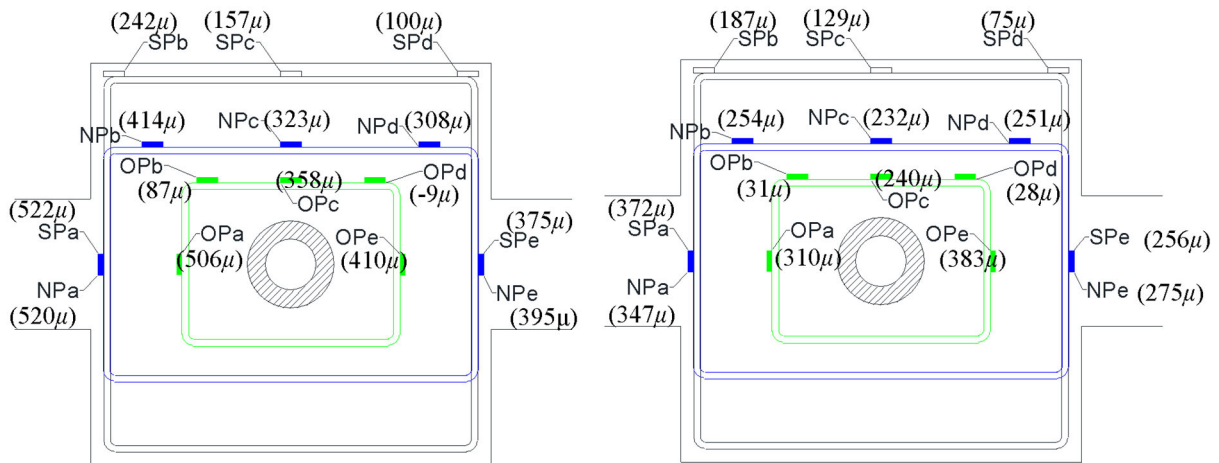 (242μ)
SPb
(157μ)
SPc
(100μ)
SPd
NPb
(414μ)
NPc
(323μ)
NPd
(308μ)
OPb
(87μ)
(358μ)
OPc
OPd
(-9μ)
(522μ)
SPa
OPa
(506μ)
OPe
(410μ)
(375μ)
SPe
NPa
(520μ)
NPe
(395μ)
(187μ)
SPb
(129μ)
SPc
(75μ)
SPd
NPb
(254μ)
NPc
(232μ)
NPd
(251μ)
OPb
(31μ)
(240μ)
OPc
OPd
(28μ)
(372μ)
SPa
OPa
(310μ)
OPe
(383μ)
SPe
(256μ)
NPa
(347μ)
NPe
(275μ)